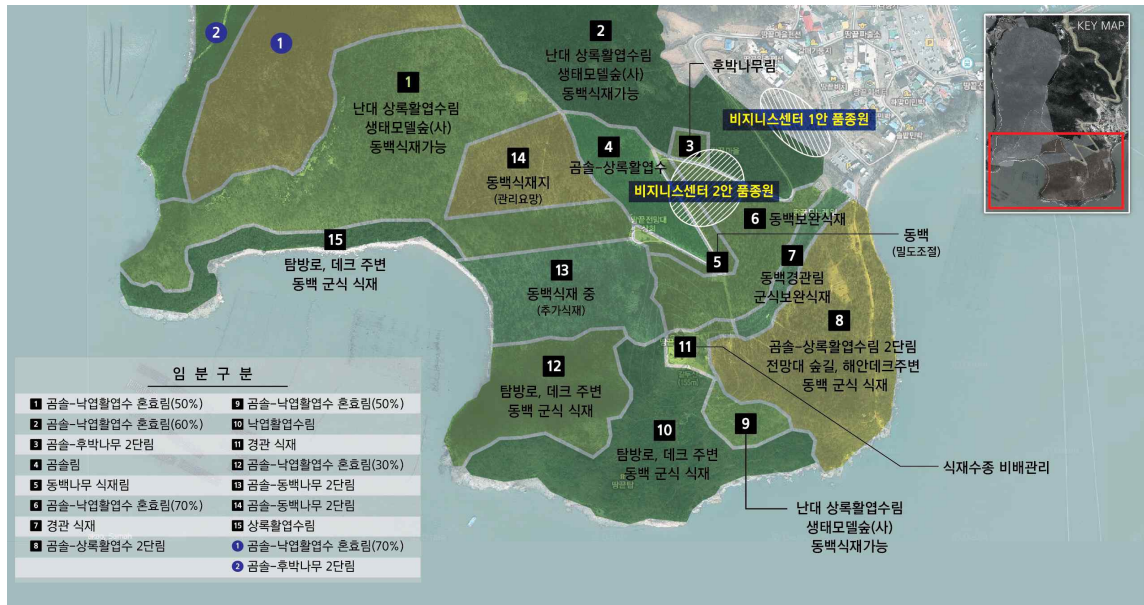 KEY MAP
2
1
2
난대 상록활엽수림
생태모델숲(사)
동백식재가능
후박나무림
1
난대 상록활엽수림
생태모델숲(사)
동백식재가능
비지니스센터 1안 품종원
3
4
곰솔-상록활엽수
14
동백식재지
(관리요망)
비지니스센터 2안 품종원
6 동백보완식재
땅끝전망대
동백
(밀도조절)
5
7
동백경관림
군식보완식재
15
탐방로, 데크 주변
동백 군식 식재
13
동백식재 중
(추가식재)
8
곰솔-상록활엽수림 2단림
전망대 숲길, 해안데크주변
동백 군식 식재
11
12
탐방로, 데크 주변
동백 군식 식재
10
탐방로, 데크 주변
동백 군식 식재
땅끝탑
9
식재수종 비배관리
난대 상록활엽수림
생태모델숲(사)
동백식재가능
임 분 구 분
1 곰솔-낙엽활엽수 혼효림(50%)
2 곰솔-낙엽활엽수 혼효림(60%)
3 곰솔-후박나무 2단림
4 곰솔림
5 동백나무 식재림
6 곰솔-낙엽활엽수 혼효림(70%)
7 경관 식재
8 곰솔-상록활엽수 2단림
9 곰솔-낙엽활엽수 혼효림(50%)
10 낙엽활엽수림
11 경관 식재
12 곰솔-낙엽활엽수 혼효림(30%)
13 곰솔-동백나무 2단림
14 곰솔-동백나무 2단림
15 상록활엽수림
1 곰솔-낙엽활엽수 혼효림(70%)
2 곰솔-후박나무 2단림